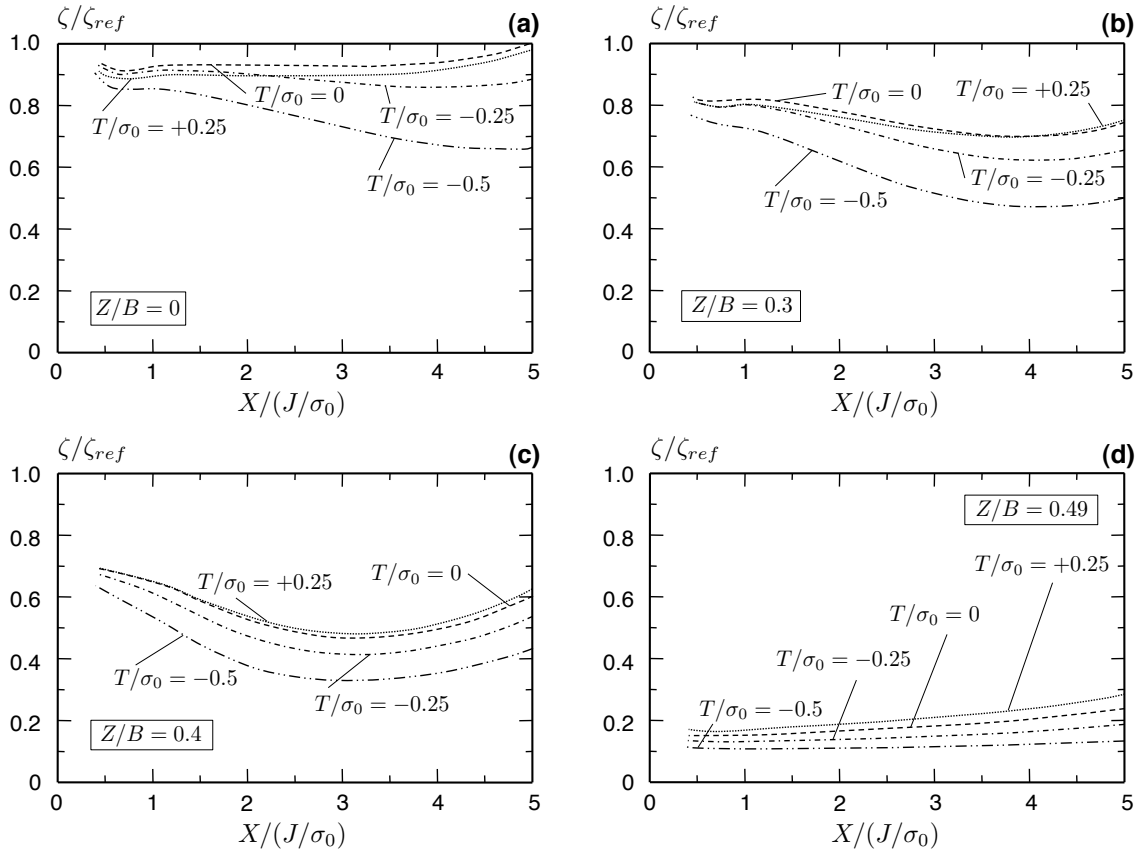 ζ/ζref (a)
1.0
0.8
0.6
0.4
0.2
0
T/σ0 = 0
T/σ0 = +0.25
T/σ0 = −0.25
T/σ0 = −0.5
Z/B = 0
0 1 2 3 4 5
X/(J/σ0)
ζ/ζref (b)
1.0
0.8
0.6
0.4
0.2
0
T/σ0 = 0
T/σ0 = +0.25
T/σ0 = −0.25
T/σ0 = −0.5
Z/B = 0.3
0 1 2 3 4 5
X/(J/σ0)
ζ/ζref (c)
1.0
0.8
0.6
0.4
0.2
0
T/σ0 = +0.25
T/σ0 = 0
T/σ0 = −0.5
T/σ0 = −0.25
Z/B = 0.4
0 1 2 3 4 5
X/(J/σ0)
ζ/ζref (d)
1.0
0.8
0.6
0.4
0.2
0
Z/B = 0.49
T/σ0 = +0.25
T/σ0 = 0
T/σ0 = −0.25
T/σ0 = −0.5
0 1 2 3 4 5
X/(J/σ0)